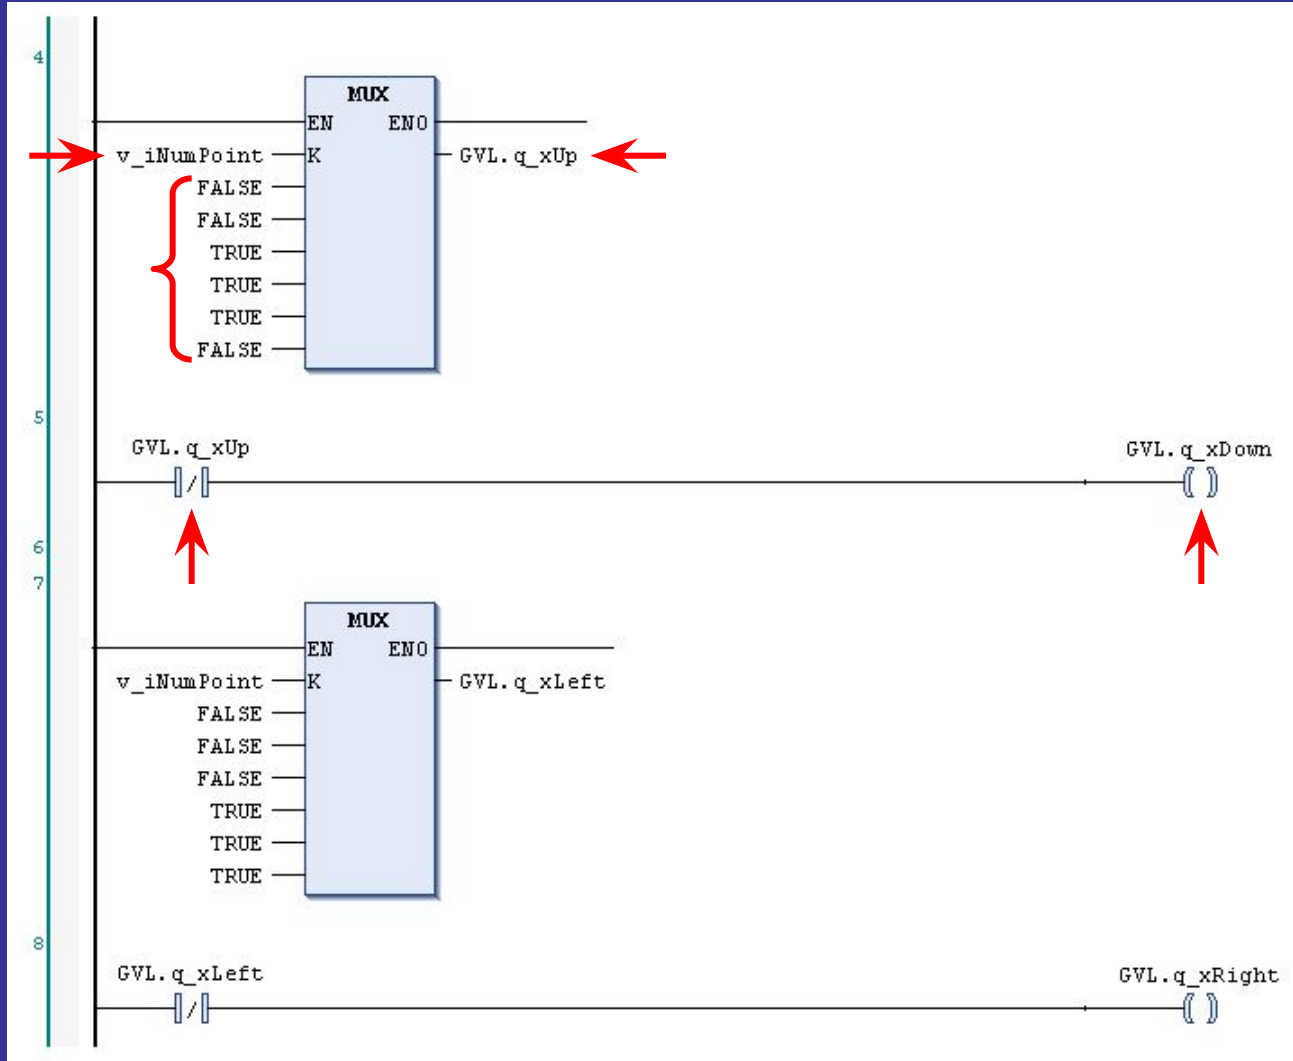 4
MUX
EN ENO
v_iNumPoint K GVL.q_xUp
FALSE
FALSE
TRUE
TRUE
TRUE
FALSE
5
GVL.q_xUp GVL.q_xDown
/ ( )
6
7
MUX
EN ENO
v_iNumPoint K GVL.q_xLeft
FALSE
FALSE
FALSE
TRUE
TRUE
TRUE
8
GVL.q_xLeft GVL.q_xRight
/ ( )